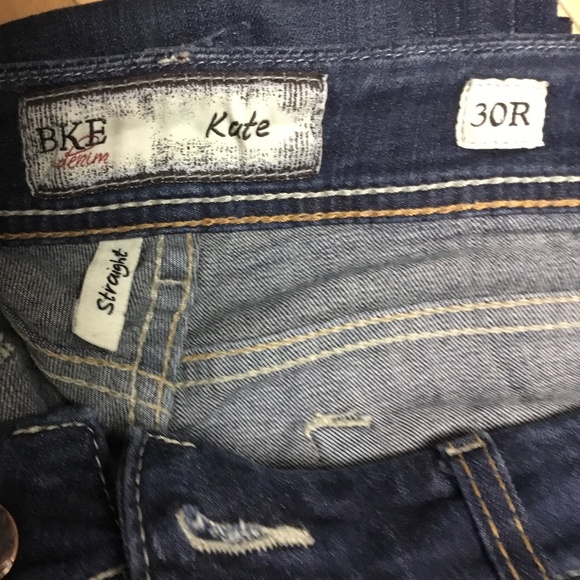 BKE Kate
denim
30R
Straight